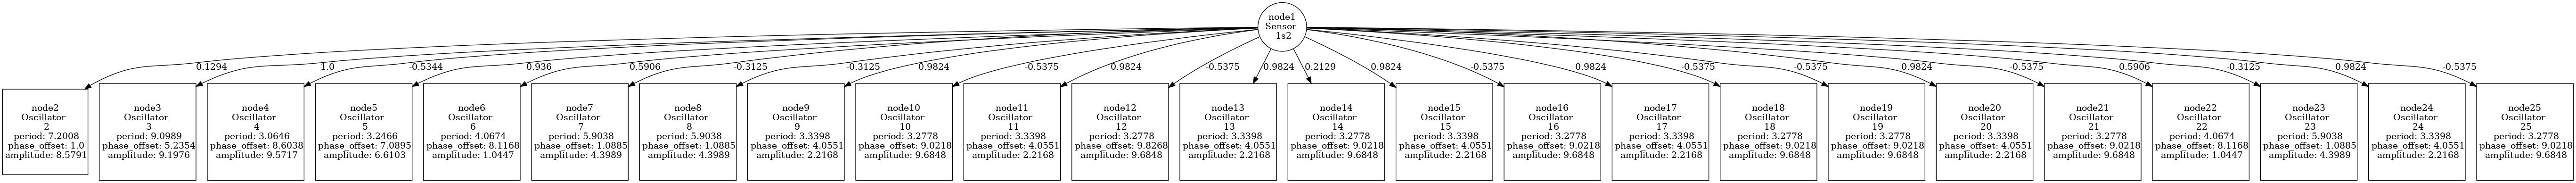 node1
Sensor
1s2
0.1294
1.0
-0.5344
0.936
0.5906
-0.3125
-0.3125
0.9824
-0.5375
0.9824
-0.5375
0.9824
0.2129
0.9824
-0.5375
0.9824
-0.5375
-0.5375
0.9824
-0.5375
0.5906
-0.3125
0.9824
-0.5375
node2
Oscillator
2
period: 7.2008
phase_offset: 1.0
amplitude: 8.5791
node3
Oscillator
3
period: 9.0989
phase_offset: 5.2354
amplitude: 9.1976
node4
Oscillator
4
period: 3.0646
phase_offset: 8.6038
amplitude: 9.5717
node5
Oscillator
5
period: 3.2466
phase_offset: 7.0895
amplitude: 6.6103
node6
Oscillator
6
period: 4.0674
phase_offset: 8.1168
amplitude: 1.0447
node7
Oscillator
7
period: 5.9038
phase_offset: 1.0885
amplitude: 4.3989
node8
Oscillator
8
period: 5.9038
phase_offset: 1.0885
amplitude: 4.3989
node9
Oscillator
9
period: 3.3398
phase_offset: 4.0551
amplitude: 2.2168
node10
Oscillator
10
period: 3.2778
phase_offset: 9.0218
amplitude: 9.6848
node11
Oscillator
11
period: 3.3398
phase_offset: 4.0551
amplitude: 2.2168
node12
Oscillator
12
period: 3.2778
phase_offset: 9.8268
amplitude: 9.6848
node13
Oscillator
13
period: 3.3398
phase_offset: 4.0551
amplitude: 2.2168
node14
Oscillator
14
period: 3.2778
phase_offset: 9.0218
amplitude: 9.6848
node15
Oscillator
15
period: 3.3398
phase_offset: 4.0551
amplitude: 2.2168
node16
Oscillator
16
period: 3.2778
phase_offset: 9.0218
amplitude: 9.6848
node17
Oscillator
17
period: 3.3398
phase_offset: 4.0551
amplitude: 2.2168
node18
Oscillator
18
period: 3.2778
phase_offset: 9.0218
amplitude: 9.6848
node19
Oscillator
19
period: 3.2778
phase_offset: 9.0218
amplitude: 9.6848
node20
Oscillator
20
period: 3.3398
phase_offset: 4.0551
amplitude: 2.2168
node21
Oscillator
21
period: 3.2778
phase_offset: 9.0218
amplitude: 9.6848
node22
Oscillator
22
period: 4.0674
phase_offset: 8.1168
amplitude: 1.0447
node23
Oscillator
23
period: 5.9038
phase_offset: 1.0885
amplitude: 4.3989
node24
Oscillator
24
period: 3.3398
phase_offset: 4.0551
amplitude: 2.2168
node25
Oscillator
25
period: 3.2778
phase_offset: 9.0218
amplitude: 9.6848